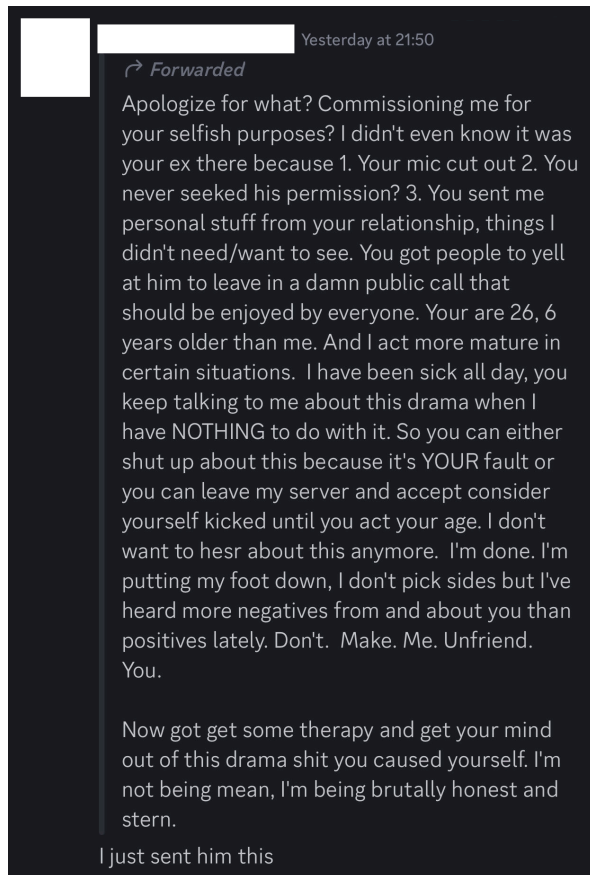 Yesterday at 21:50
Forwarded
Apologize for what? Commissioning me for
your selfish purposes? I didn't even know it was
your ex there because 1. Your mic cut out 2. You
never seeked his permission? 3. You sent me
personal stuff from your relationship, things I
didn't need/want to see. You got people to yell
at him to leave in a damn public call that
should be enjoyed by everyone. Your are 26, 6
years older than me. And I act more mature in
certain situations.  I have been sick all day, you
keep talking to me about this drama when I
have NOTHING to do with it. So you can either
shut up about this because it's YOUR fault or
you can leave my server and accept consider
yourself kicked until you act your age. I don't
want to hesr about this anymore.  I'm done. I'm
putting my foot down, I don't pick sides but I've
heard more negatives from and about you than
positives lately. Don't.  Make. Me. Unfriend.
You.

Now got get some therapy and get your mind
out of this drama shit you caused yourself. I'm
not being mean, I'm being brutally honest and
stern.
I just sent him this